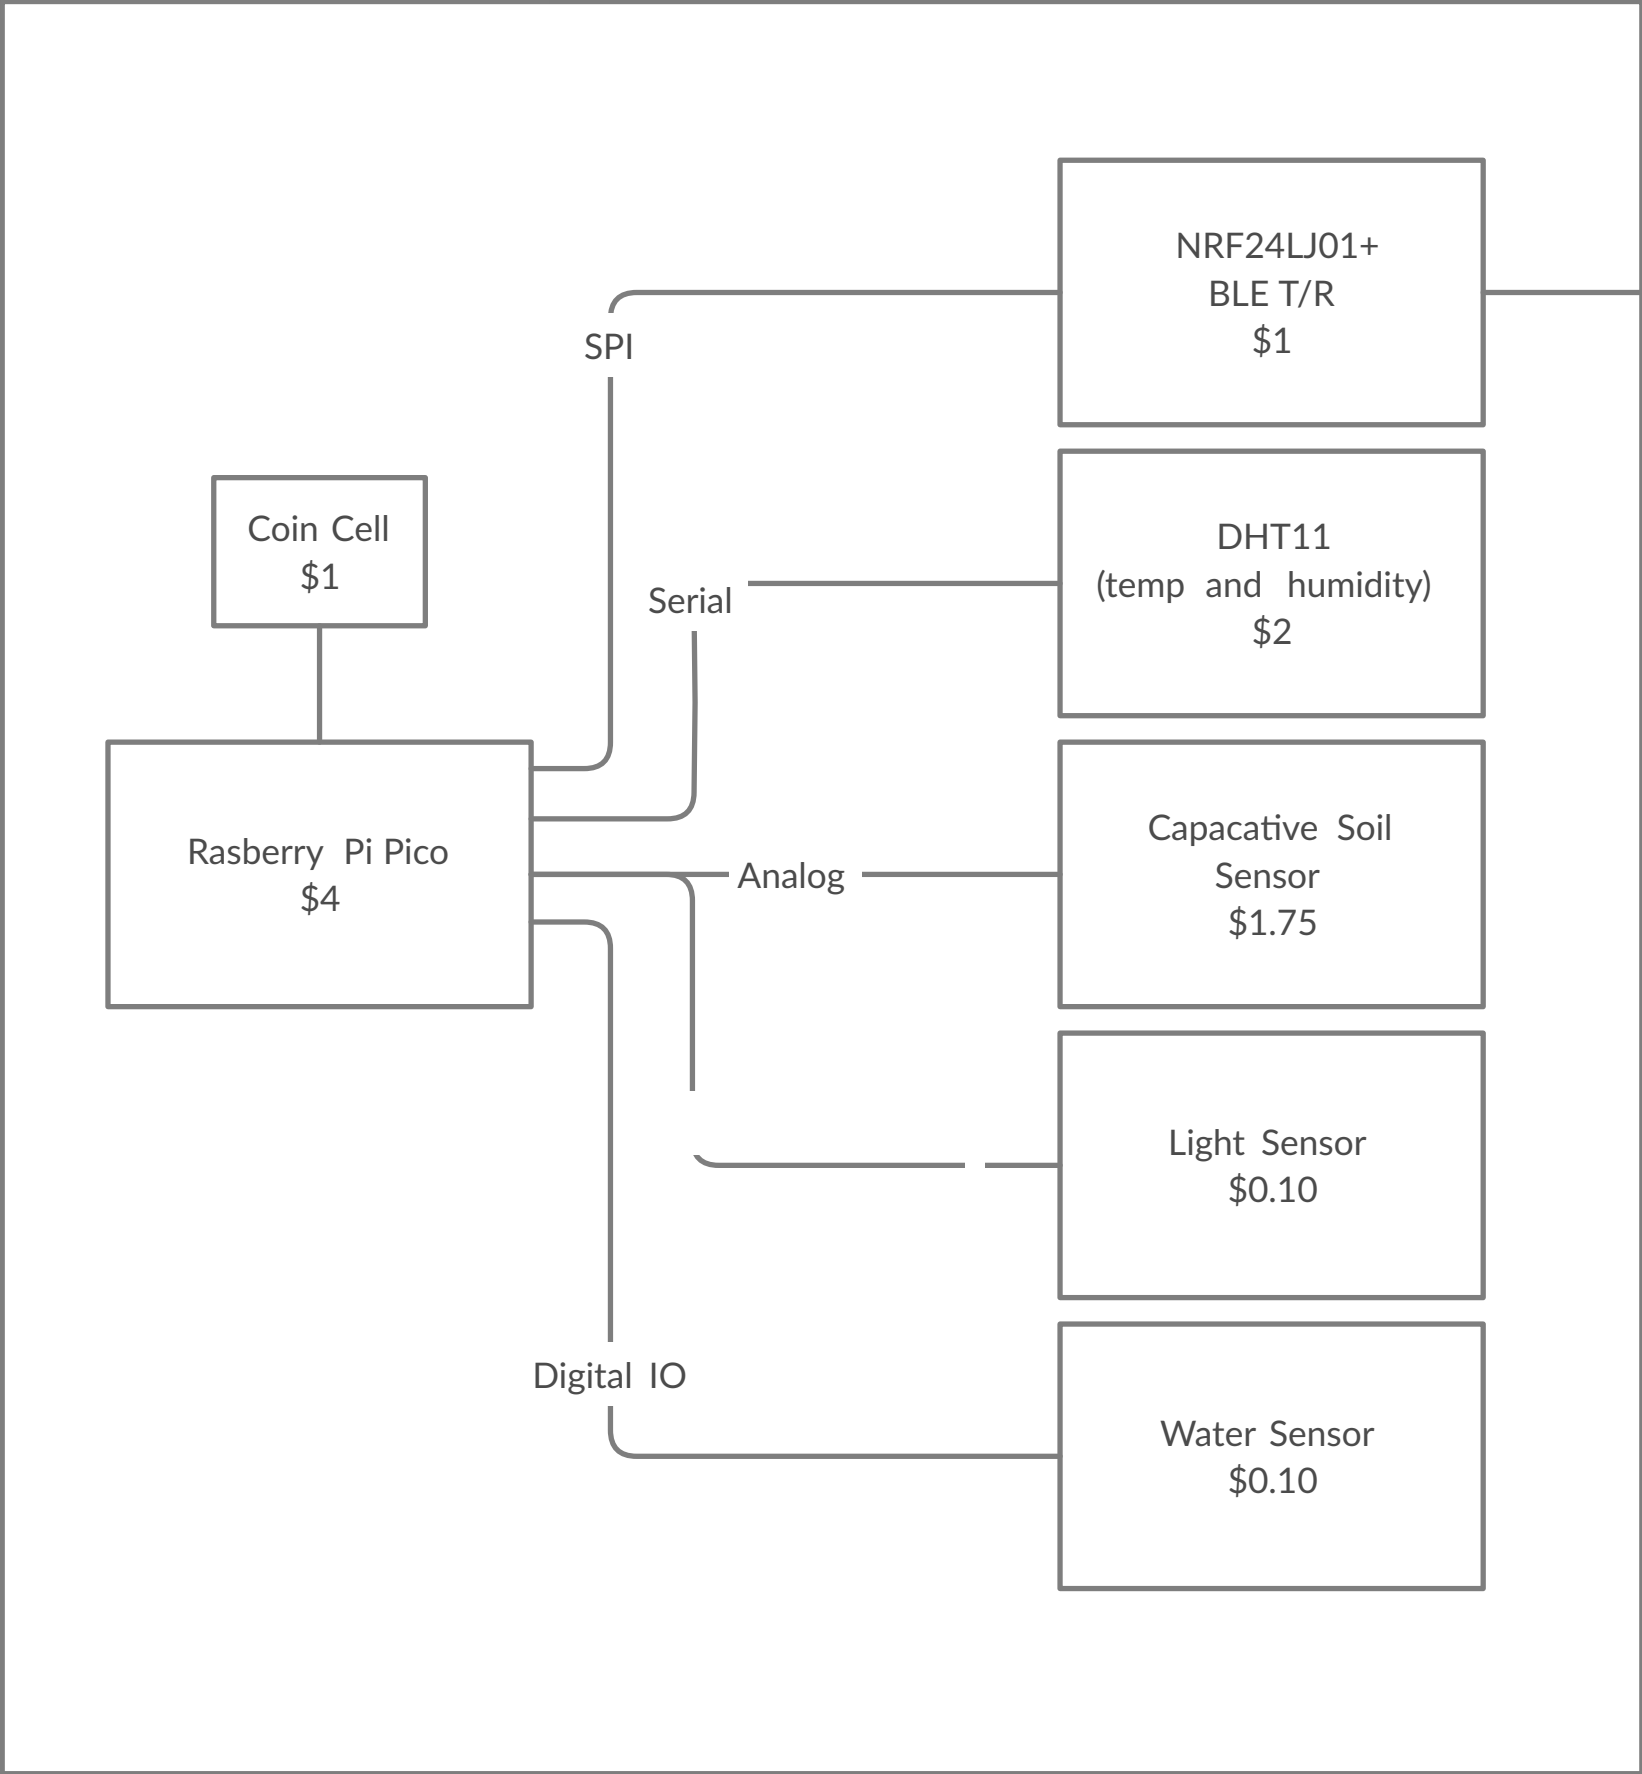 NRF24LJ01+
BLE T/R
$1
SPI
Coin Cell
$1
DHT11
(temp and humidity)
$2
Serial
Rasberry Pi Pico
$4
Analog
Capacative Soil
Sensor
$1.75
Light Sensor
$0.10
Digital IO
Water Sensor
$0.10